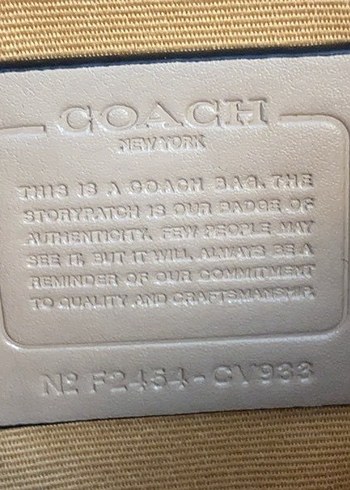 COACH
NEW YORK
THIS IS A COACH BAG. THE
STORYPATCH IS OUR BADGE OF
AUTHENTICITY. FEW PEOPLE MAY
SEE IT, BUT IT WILL ALWAYS BE A
REMINDER OF OUR COMMITMENT
TO QUALITY AND CRAFTSMANSHIP.
Nº F2454-CV933